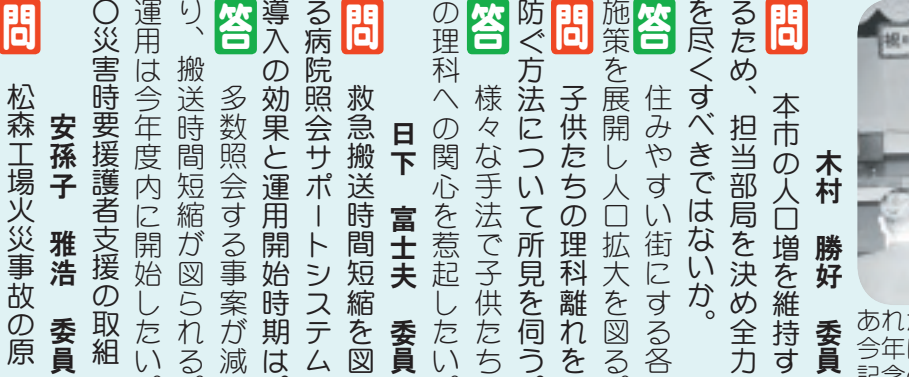 木村 勝好 委員
問 本市の人口増を維持す
るため、担当部局を決め全力
を尽くすべきではないか。
答 住みやすい街にする各
施策を展開し人口拡大を図る。
問 子供たちの理科離れを
防ぐ方法について所見を伺う。
答 様々な手法で子供たち
の理科への関心を惹起したい。
日下 富士夫 委員
問 救急搬送時間短縮を図
る病院照会サポートシステム
導入の効果と運用開始時期は。
答 多数照会する事案が減
り、搬送時間短縮が図られる。
運用は今年度内に開始したい。
○災害時要援護者支援の取組
安孫子 雅浩 委員
問 松森工場火災事故の原
あれ
今年